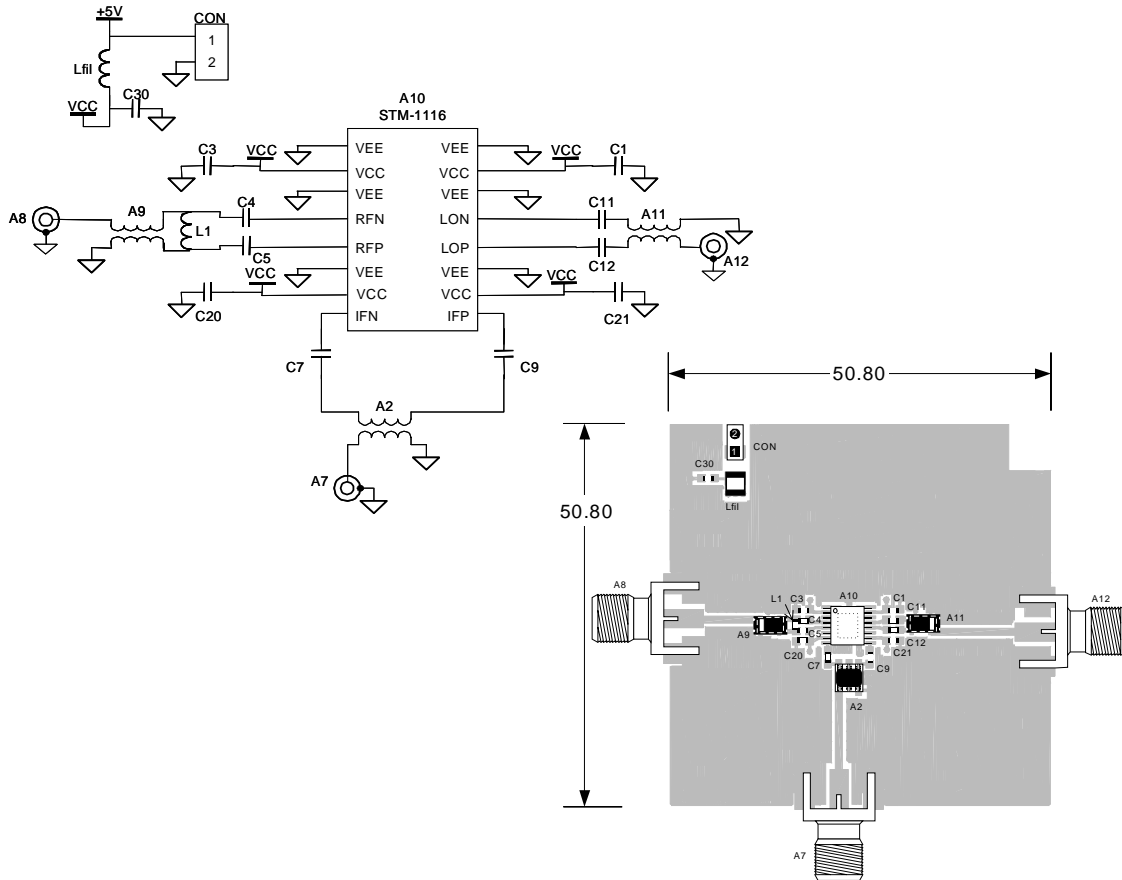 +5V
CON
1
2
Lfil
C30
VCC
A10
STM-1116
VEE
VEE
C3
VCC
VCC
C1
VCC
VCC
VEE
VEE
A8
A9
L1
C4
RFN
LON
C11
A11
C5
RFP
LOP
C12
A12
VCC
VEE
VEE
VCC
C20
VCC
VCC
C21
IFN
IFP
C7
C9
A2
A7
50.80
50.80
2
1
CON
C30
Lfil
A8
L1
C3
A10
C1
C11
A11
A12
C4
A9
C5
C12
C20
C21
C7
C9
A2
A7